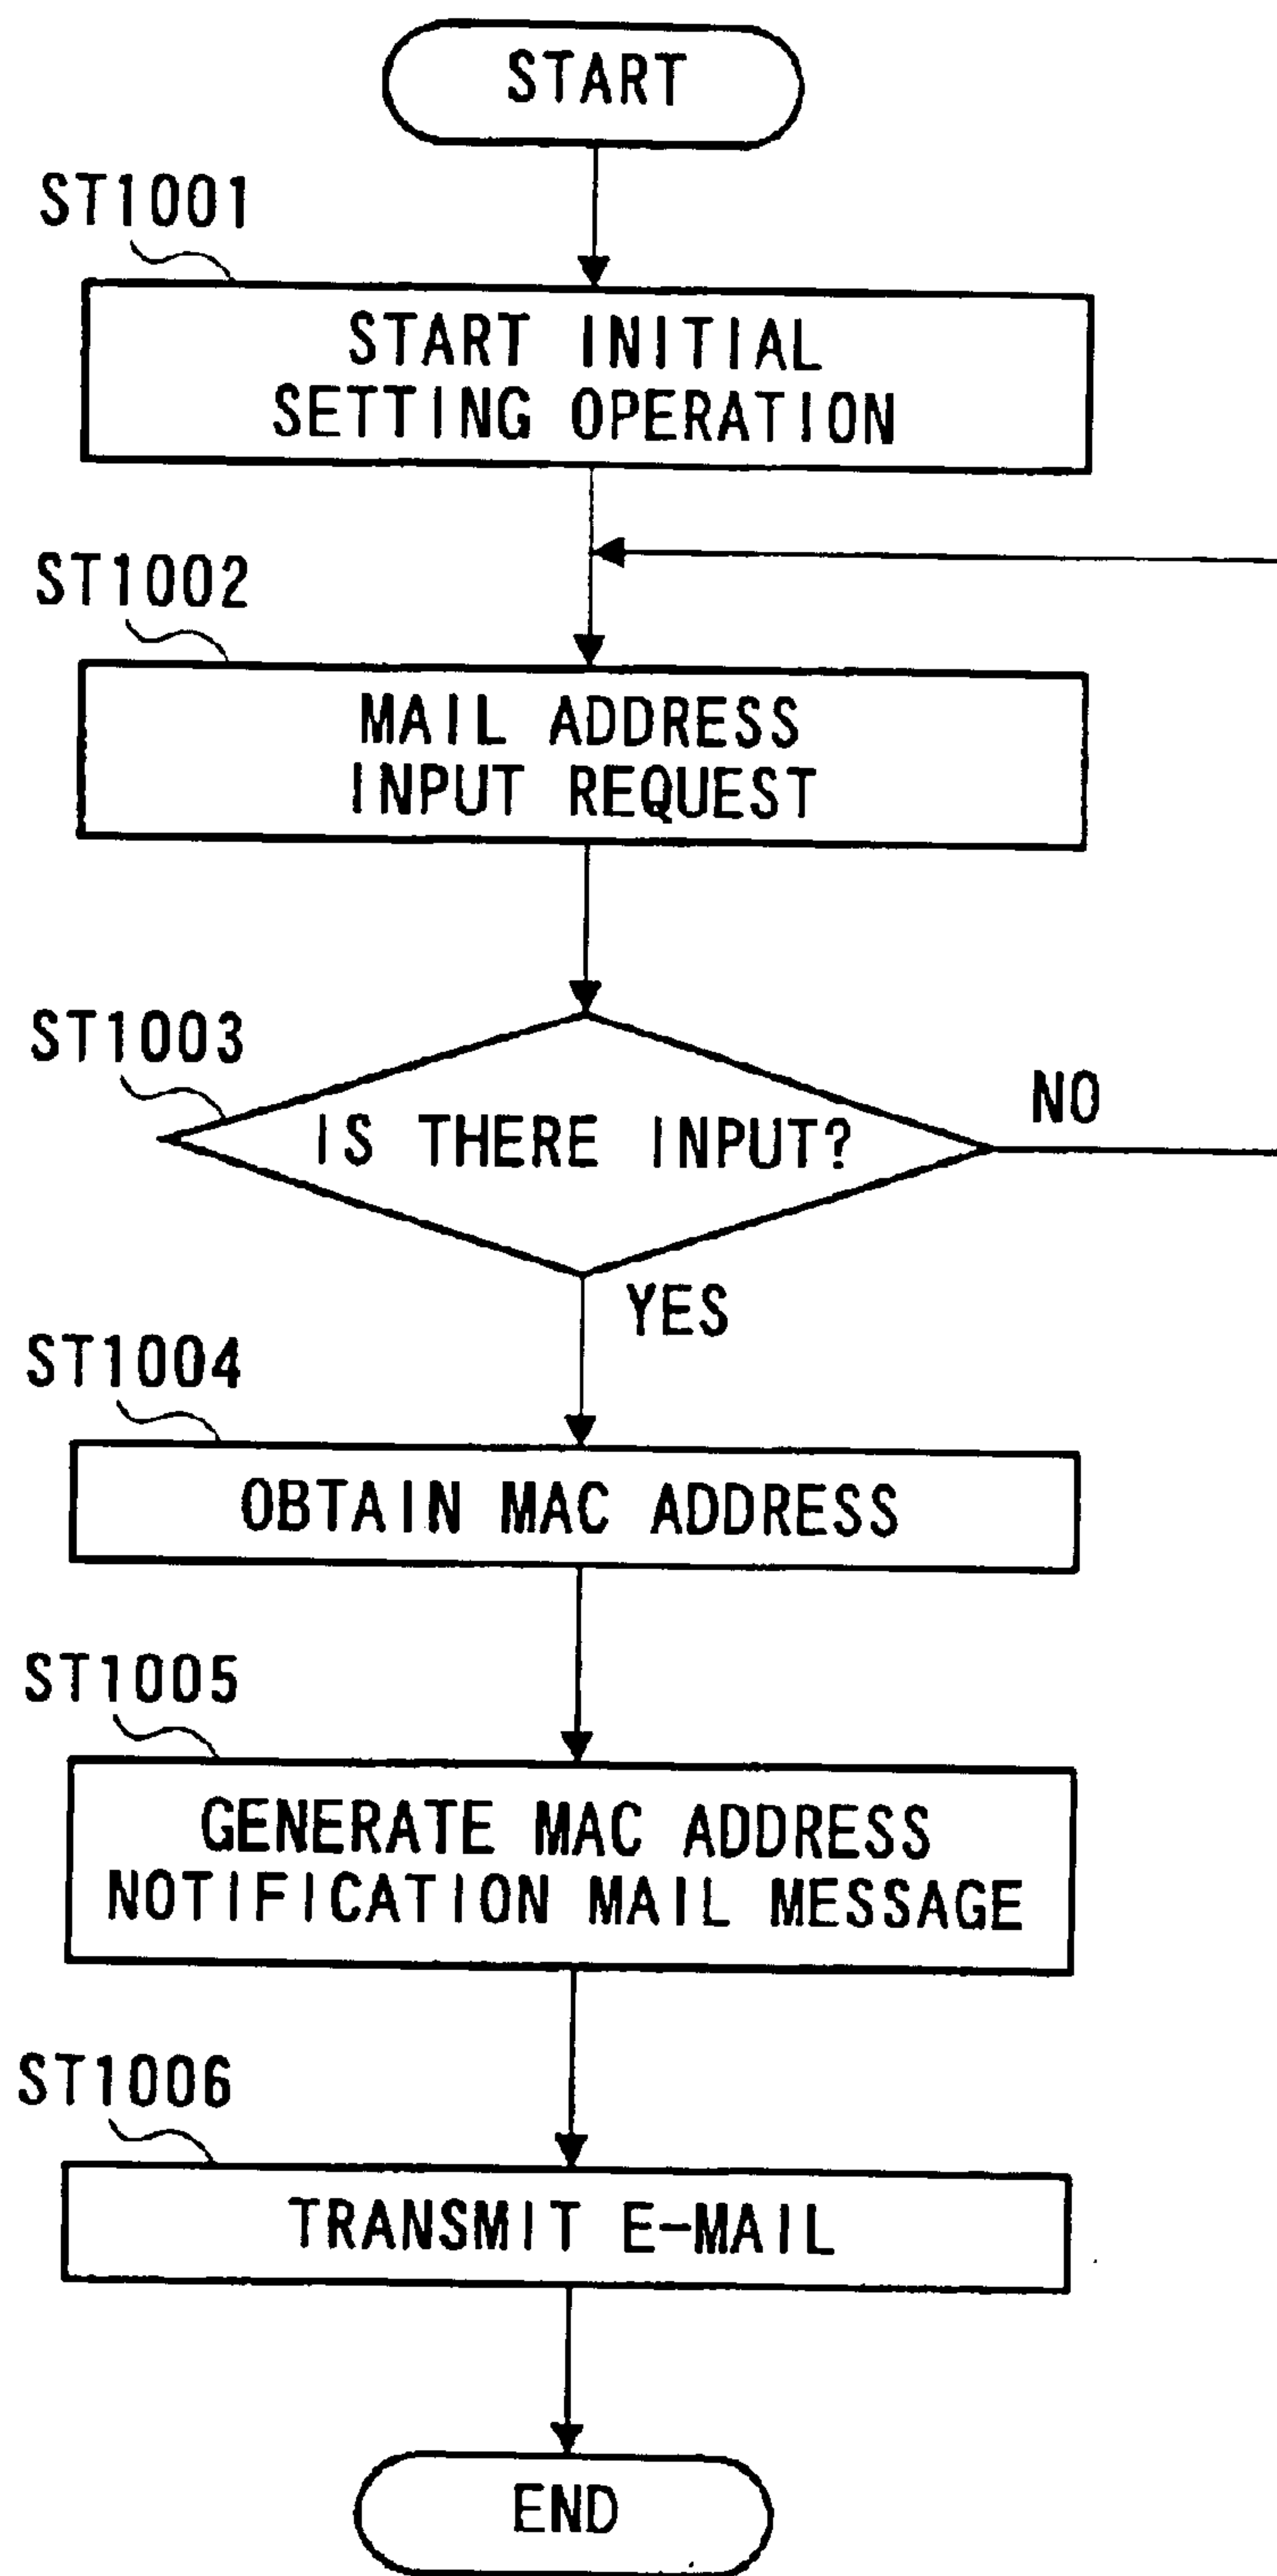 START
ST1001
START INITIAL
SETTING OPERATION
ST1002
MAIL ADDRESS
INPUT REQUEST
ST1003
IS THERE INPUT?
NO
YES
ST1004
OBTAIN MAC ADDRESS
ST1005
GENERATE MAC ADDRESS
NOTIFICATION MAIL MESSAGE
ST1006
TRANSMIT E-MAIL
END